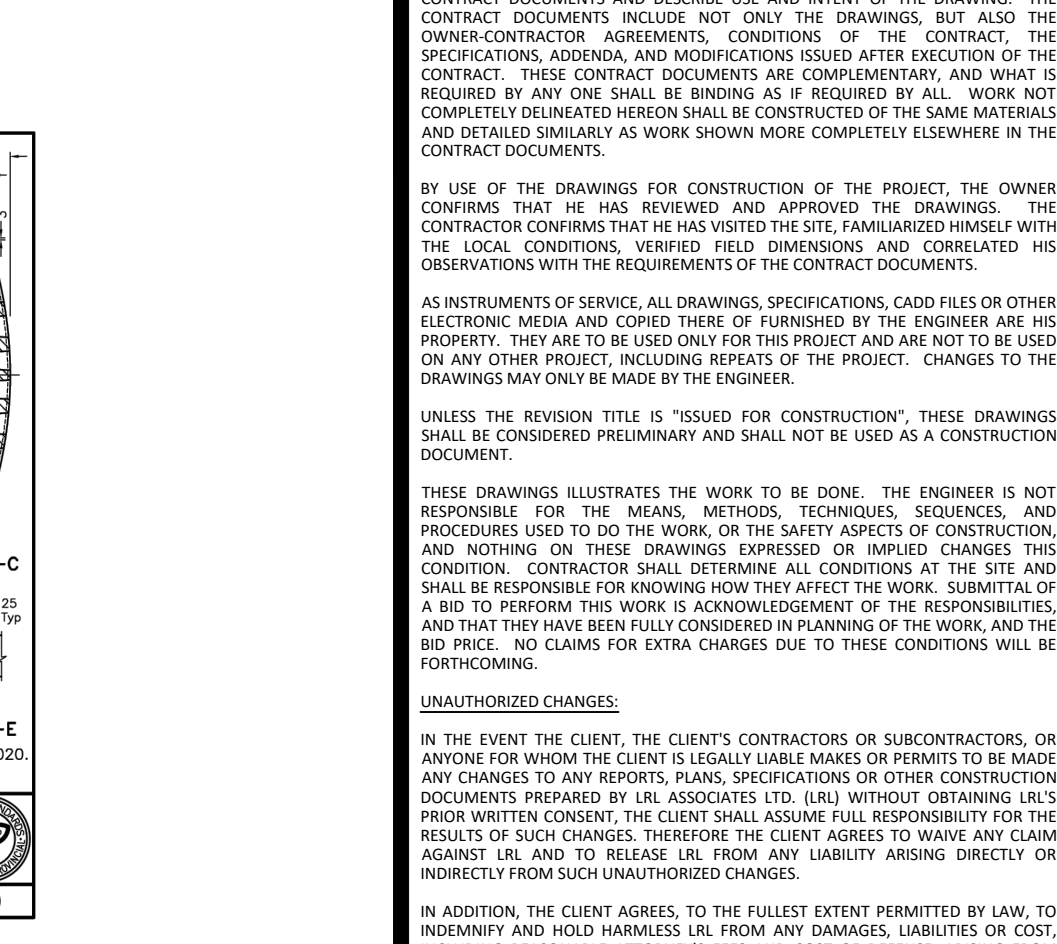 CONTRACT DOCUMENTS AND DESCRIBE USE AND INTENT OF THE DRAWING. THE
CONTRACT DOCUMENTS INCLUDE NOT ONLY THE DRAWINGS, BUT ALSO THE
OWNER-CONTRACTOR AGREEMENTS, CONDITIONS OF THE CONTRACT, THE
SPECIFICATIONS, ADDENDA, AND MODIFICATIONS ISSUED AFTER EXECUTION OF THE
CONTRACT. THESE CONTRACT DOCUMENTS ARE COMPLEMENTARY, AND WHAT IS
REQUIRED BY ANY ONE SHALL BE BINDING AS IF REQUIRED BY ALL. WORK NOT
COMPLETELY DELINEATED HEREON SHALL BE CONSTRUCTED OF THE SAME MATERIALS
AND DETAILED SIMILARLY AS WORK SHOWN MORE COMPLETELY ELSEWHERE IN THE
CONTRACT DOCUMENTS.
BY USE OF THE DRAWINGS FOR CONSTRUCTION OF THE PROJECT, THE OWNER
CONFIRMS THAT HE HAS REVIEWED AND APPROVED THE DRAWINGS. THE
CONTRACTOR CONFIRMS THAT HE HAS VISITED THE SITE, FAMILIARIZED HIMSELF WITH
THE LOCAL CONDITIONS, VERIFIED FIELD DIMENSIONS AND CORRELATED HIS
OBSERVATIONS WITH THE REQUIREMENTS OF THE CONTRACT DOCUMENTS.
AS INSTRUMENTS OF SERVICE, ALL DRAWINGS, SPECIFICATIONS, CADD FILES OR OTHER
ELECTRONIC MEDIA AND COPIED THERE OF FURNISHED BY THE ENGINEER ARE HIS
PROPERTY. THEY ARE TO BE USED ONLY FOR THIS PROJECT AND ARE NOT TO BE USED
ON ANY OTHER PROJECT, INCLUDING REPEATS OF THE PROJECT. CHANGES TO THE
DRAWINGS MAY ONLY BE MADE BY THE ENGINEER.
UNLESS THE REVISION TITLE IS "ISSUED FOR CONSTRUCTION", THESE DRAWINGS
SHALL BE CONSIDERED PRELIMINARY AND SHALL NOT BE USED AS A CONSTRUCTION
DOCUMENT.
THESE DRAWINGS ILLUSTRATES THE WORK TO BE DONE. THE ENGINEER IS NOT
RESPONSIBLE FOR THE MEANS, METHODS, TECHNIQUES, SEQUENCES, AND
PROCEDURES USED TO DO THE WORK, OR THE SAFETY ASPECTS OF CONSTRUCTION,
AND NOTHING ON THESE DRAWINGS EXPRESSED OR IMPLIED CHANGES THIS
CONDITION. CONTRACTOR SHALL DETERMINE ALL CONDITIONS AT THE SITE AND
SHALL BE RESPONSIBLE FOR KNOWING HOW THEY AFFECT THE WORK. SUBMITTAL OF
A BID TO PERFORM THIS WORK IS ACKNOWLEDGEMENT OF THE RESPONSIBILITIES,
AND THAT THEY HAVE BEEN FULLY CONSIDERED IN PLANNING OF THE WORK, AND THE
BID PRICE. NO CLAIMS FOR EXTRA CHARGES DUE TO THESE CONDITIONS WILL BE
FORTHCOMING.
UNAUTHORIZED CHANGES:
IN THE EVENT THE CLIENT, THE CLIENT'S CONTRACTORS OR SUBCONTRACTORS, OR
ANYONE FOR WHOM THE CLIENT IS LEGALLY LIABLE MAKES OR PERMITS TO BE MADE
ANY CHANGES TO ANY REPORTS, PLANS, SPECIFICATIONS OR OTHER CONSTRUCTION
DOCUMENTS PREPARED BY LRL ASSOCIATES LTD. (LRL) WITHOUT OBTAINING LRL'S
PRIOR WRITTEN CONSENT, THE CLIENT SHALL ASSUME FULL RESPONSIBILITY FOR THE
RESULTS OF SUCH CHANGES. THEREFORE THE CLIENT AGREES TO WAIVE ANY CLAIM
AGAINST LRL AND TO RELEASE LRL FROM ANY LIABILITY ARISING DIRECTLY OR
INDIRECTLY FROM SUCH UNAUTHORIZED CHANGES.
IN ADDITION, THE CLIENT AGREES, TO THE FULLEST EXTENT PERMITTED BY LAW, TO
INDEMNIFY AND HOLD HARMLESS LRL FROM ANY DAMAGES, LIABILITIES OR COST,
INCLUDING REASONABLE ATTORNEY'S FEES AND COST OF DEFENSE, ARISING FROM
-C
25
Typ
-E
020.